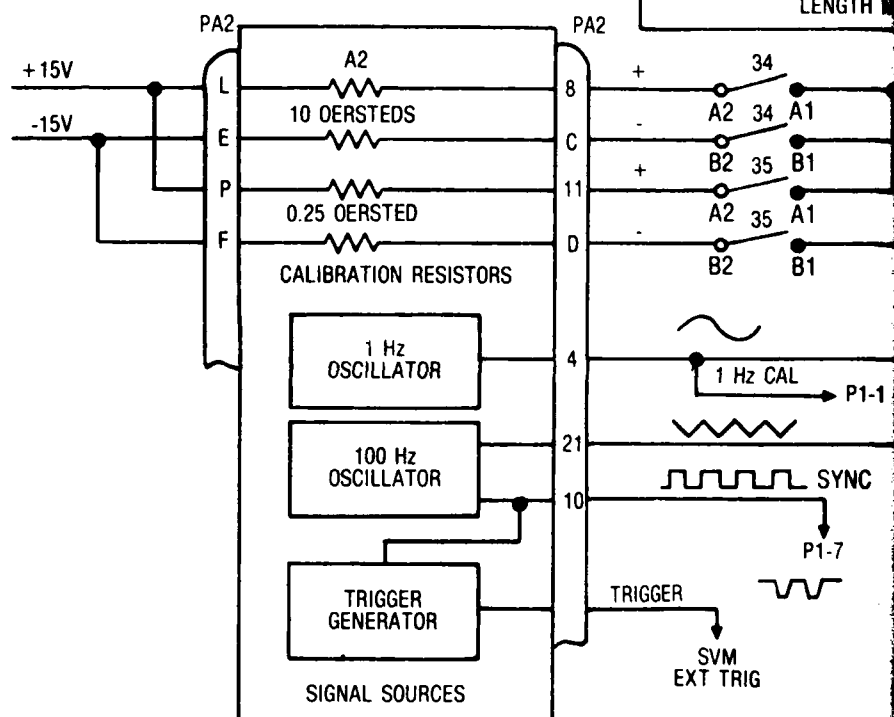 LENGTH
PA2
PA2
+15V
L
A2
8
+
34
A2
A1
10 OERSTEDS
-15V
E
C
-
34
B2
B1
P
11
+
35
A2
A1
0.25 OERSTED
F
D
-
35
B2
B1
CALIBRATION RESISTORS
1 Hz
OSCILLATOR
4
1 Hz CAL
P1-1
100 Hz
OSCILLATOR
21
10
SYNC
P1-7
TRIGGER
GENERATOR
TRIGGER
SVM
EXT TRIG
SIGNAL SOURCES